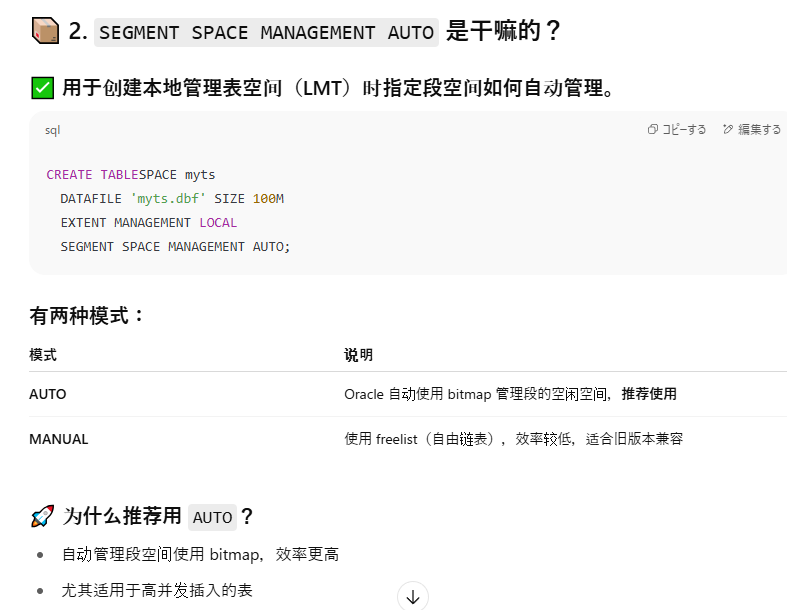 2. SEGMENT SPACE MANAGEMENT AUTO 是干嘛的？
用于创建本地管理表空间（LMT）时指定段空间如何自动管理。
sql
コピーする 編集する
CREATE TABLESPACE myts
DATAFILE 'myts.dbf' SIZE 100M
EXTENT MANAGEMENT LOCAL
SEGMENT SPACE MANAGEMENT AUTO;
有两种模式：
模式 说明
AUTO Oracle 自动使用 bitmap 管理段的空闲空间，推荐使用
MANUAL 使用 freelist（自由链表），效率较低，适合旧版本兼容
为什么推荐用 AUTO？
自动管理段空间使用 bitmap，效率更高
尤其适用于高并发插入的表